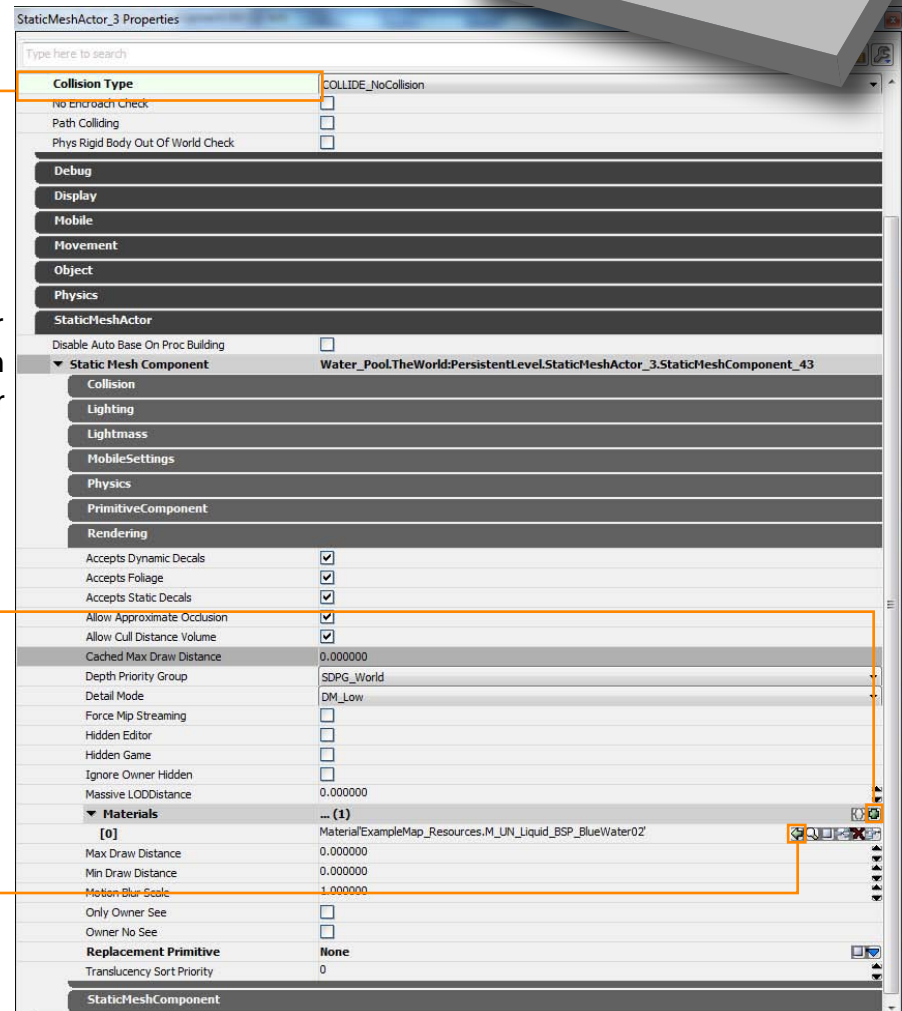 StaticMeshActor_3 Properties
Type here to search
Collision Type COLLIDE_NoCollision
No Encroach Check
Path Colliding
Phys Rigid Body Out Of World Check
Debug
Display
Mobile
Movement
Object
Physics
StaticMeshActor
Disable Auto Base On Proc Building
Static Mesh Component Water_Pool.TheWorld:PersistentLevel.StaticMeshActor_3.StaticMeshComponent_43
Collision
Lighting
Lightmass
MobileSettings
Physics
PrimitiveComponent
Rendering
Accepts Dynamic Decals
Accepts Foliage
Accepts Static Decals
Allow Approximate Occlusion
Allow Cull Distance Volume
Cached Max Draw Distance 0.000000
Depth Priority Group SDPG_World
Detail Mode DM_Low
Force Mip Streaming
Hidden Editor
Hidden Game
Ignore Owner Hidden
Massive LODDistance 0.000000
Materials ... (1)
[0] Material'ExampleMap_Resources.M_UN_Liquid_BSP_BlueWater02'
Max Draw Distance 0.000000
Min Draw Distance 0.000000
Motion Blur Scale 1.000000
Only Owner See
Owner No See
Replacement Primitive None
Translucency Sort Priority 0
StaticMeshComponent